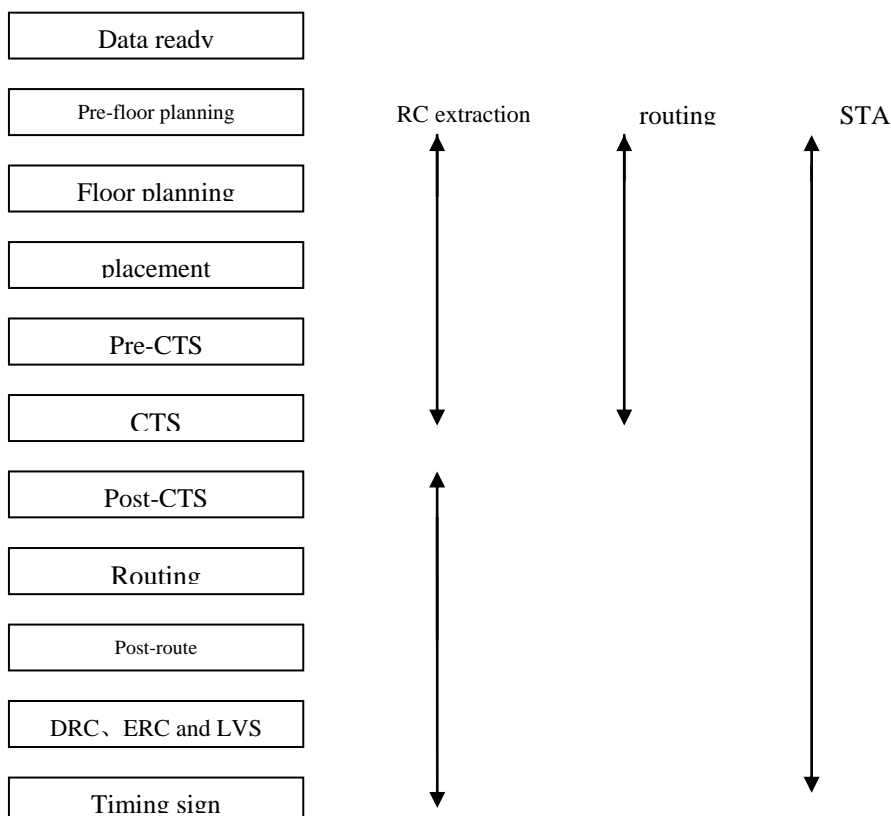 Data ready
Pre-floor planning
RC extraction
routing
STA
Floor planning
placement
Pre-CTS
CTS
Post-CTS
Routing
Post-route
DRC、ERC and LVS
Timing sign